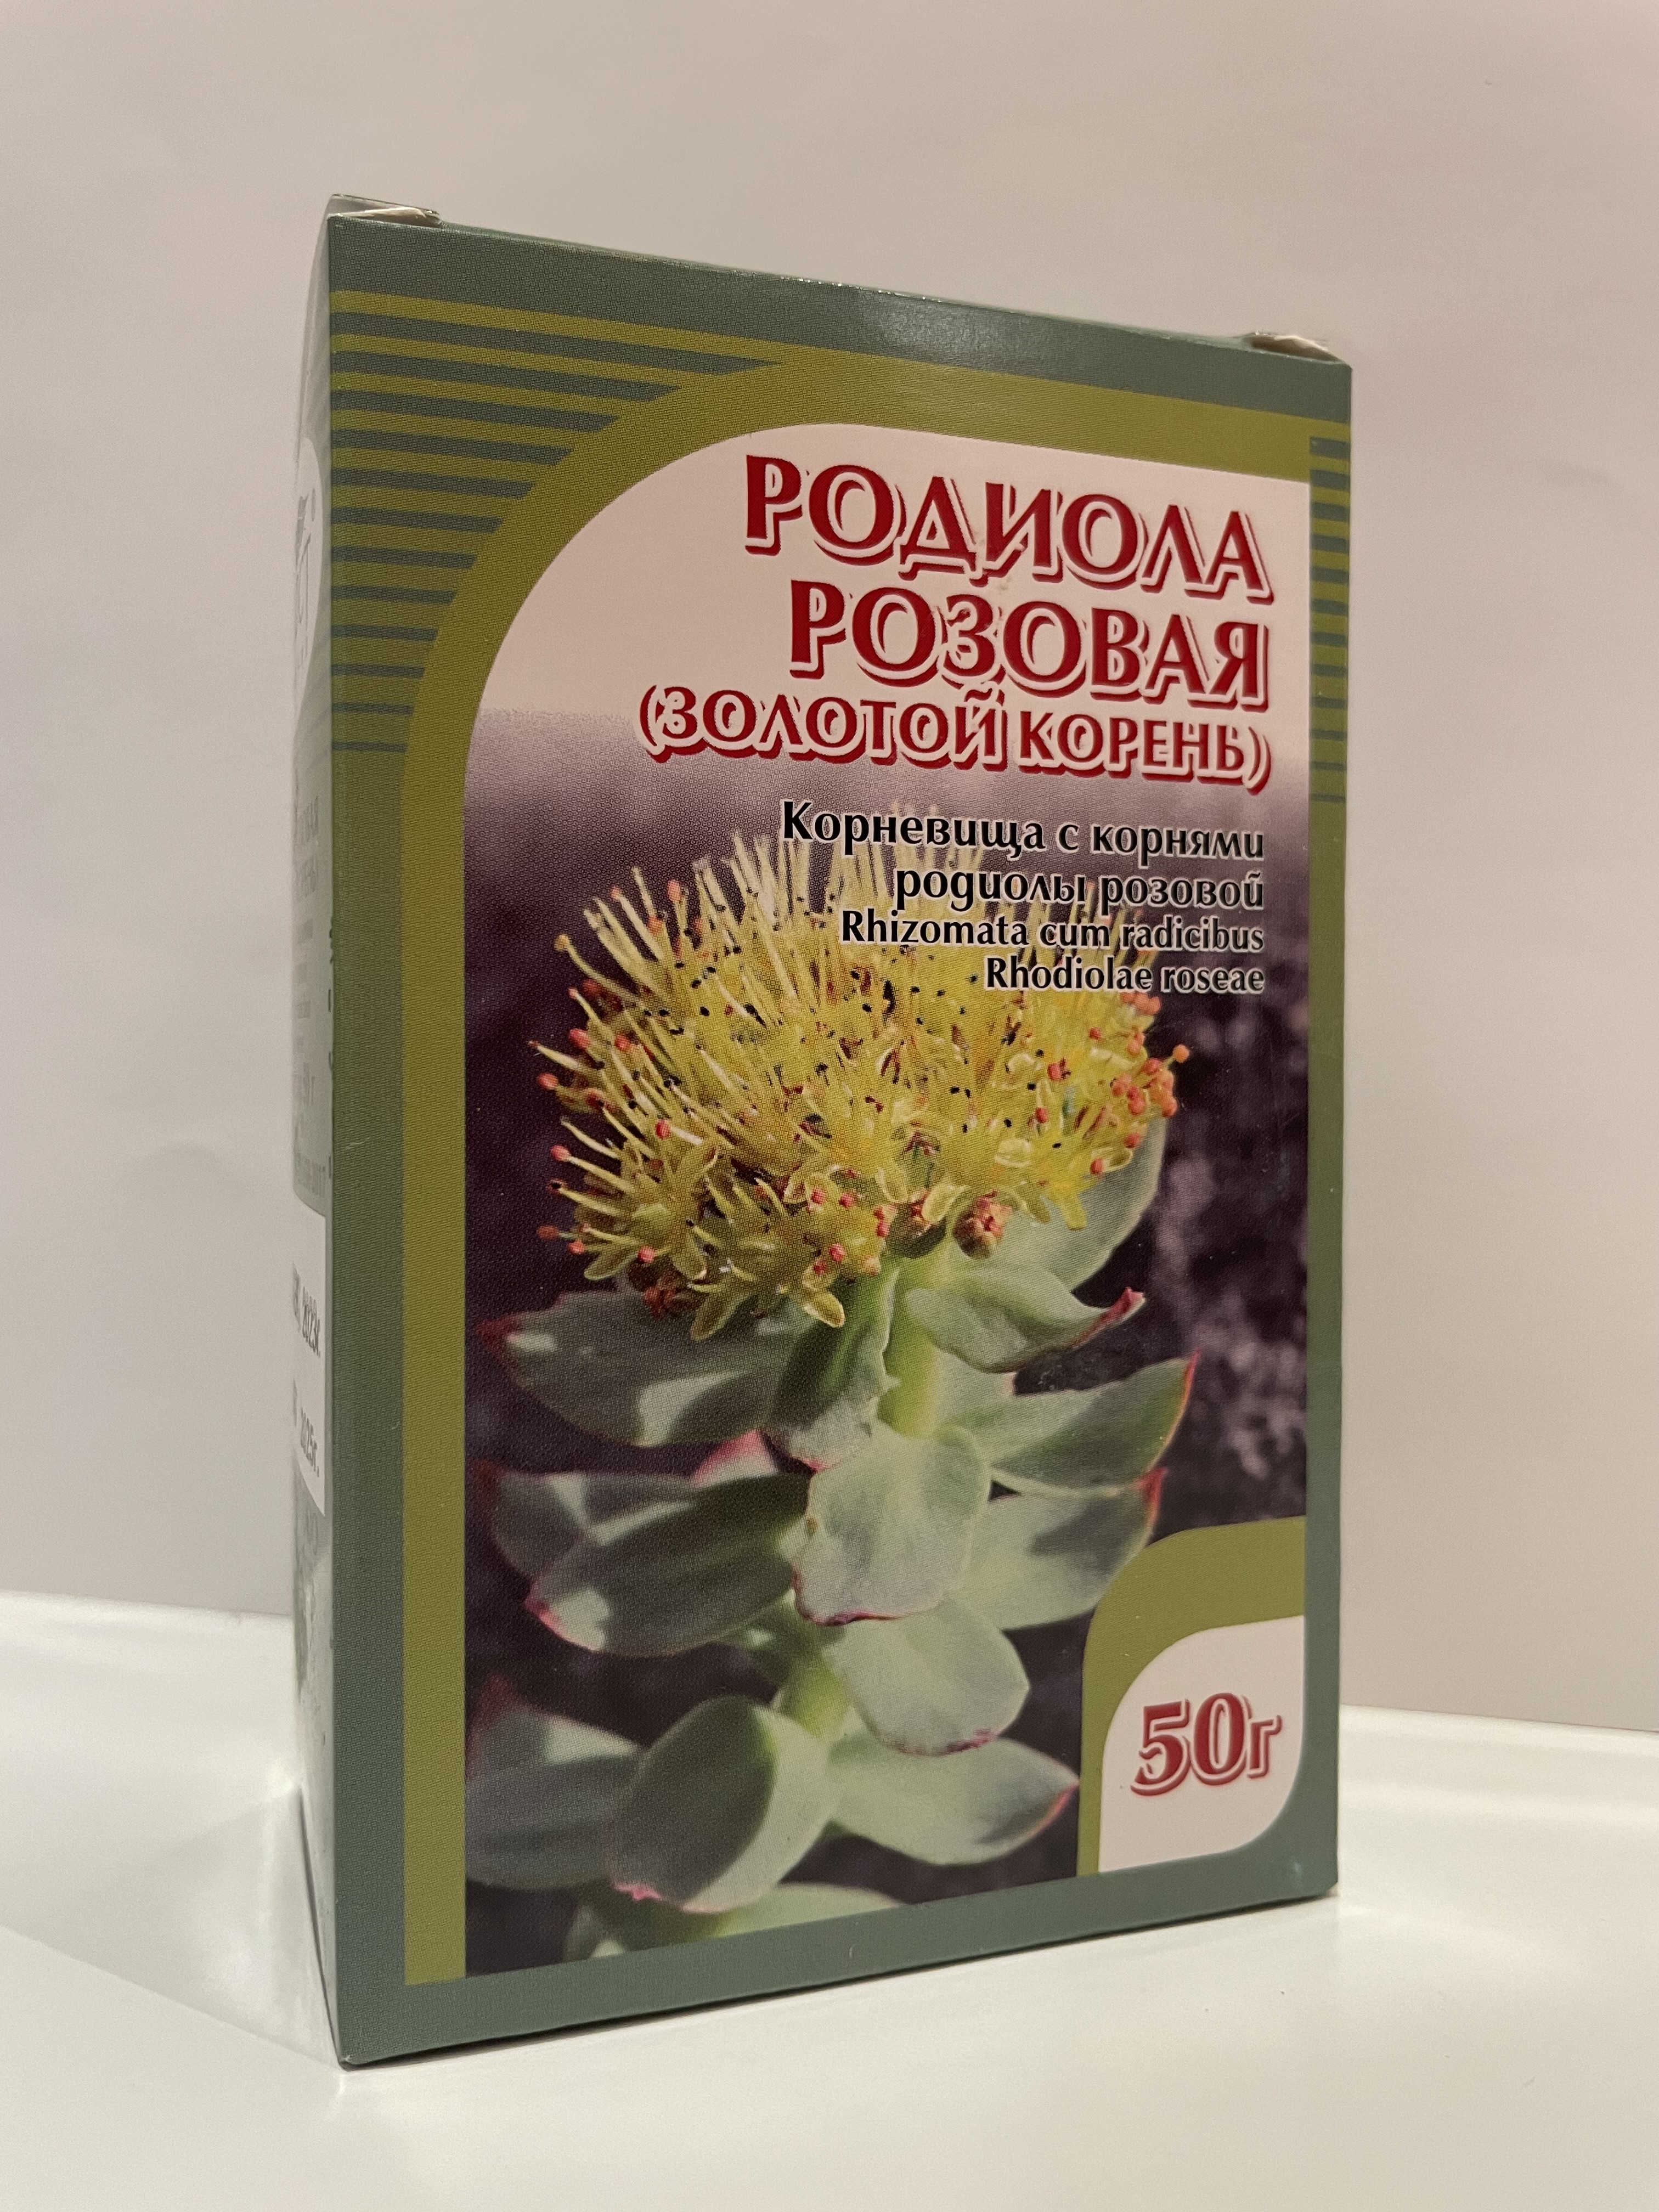 РОДИОЛА
РОЗОВАЯ
(ЗОЛОТОЙ КОРЕНЬ)
Корневища с корнями
родиолы розовой
Rhizomata cum radicibus
Rhodiolae roseae
50г